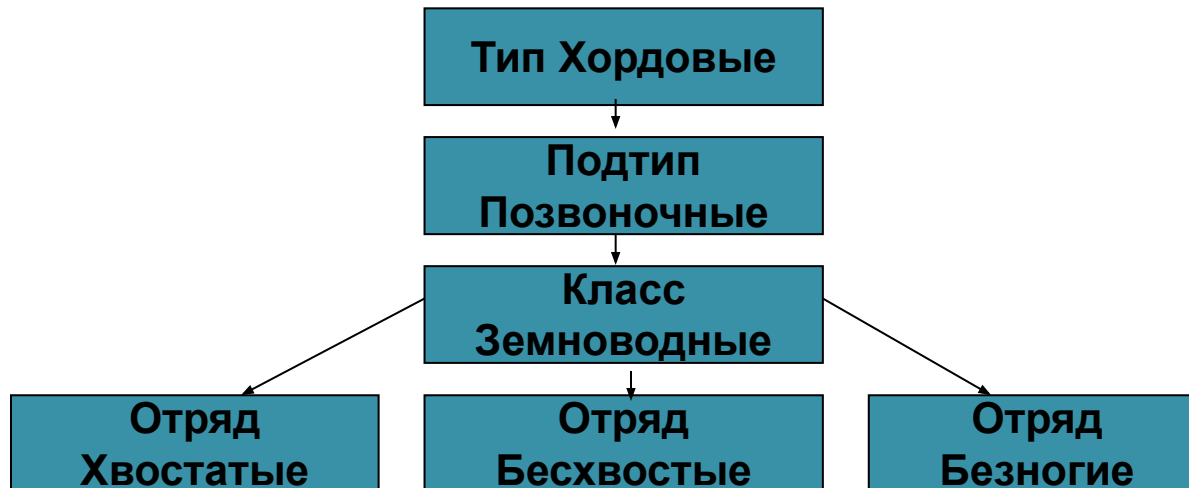 Тип Хордовые
Подтип
Позвоночные
Класс
Земноводные
Отряд
Хвостатые
Отряд
Бесхвостые
Отряд
Безногие